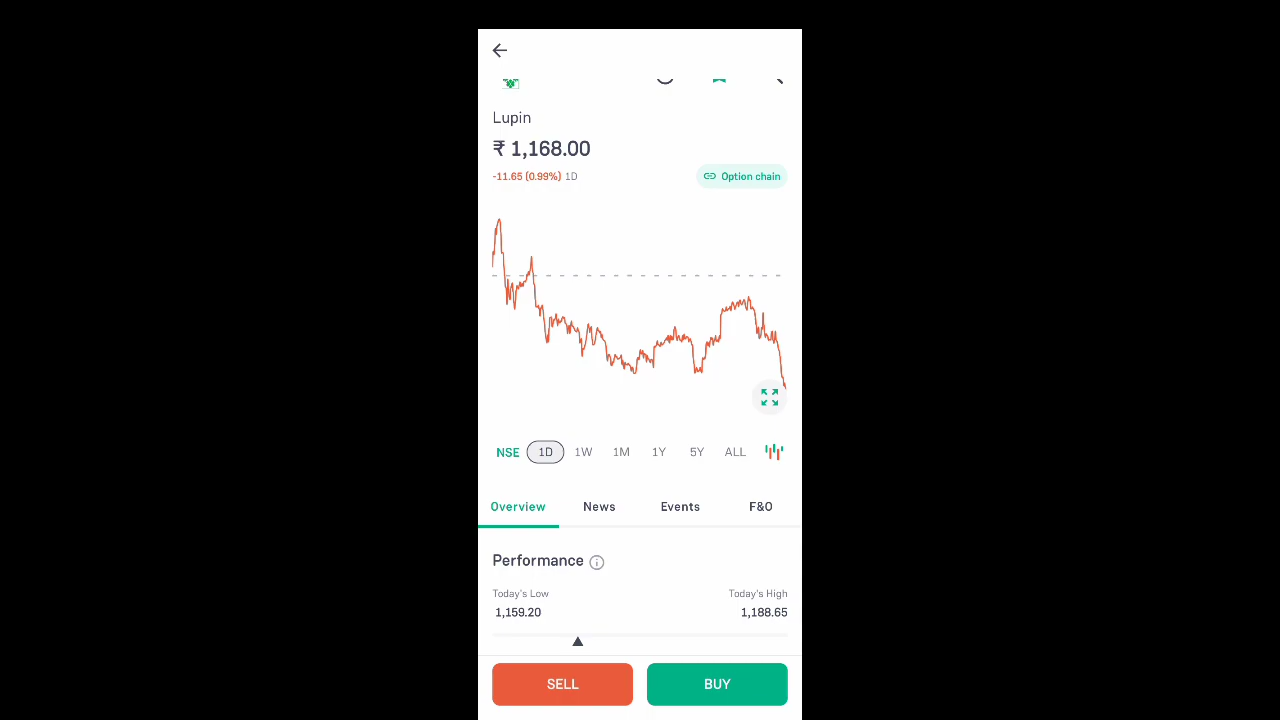 Lupin
₹ 1,168.00
-11.65 (0.99%) 1D
Option chain
NSE 1D 1W 1M 1Y 5Y ALL
Overview News Events F&O
Performance
Today's Low Today's High
1,159.20 1,188.65
SELL BUY